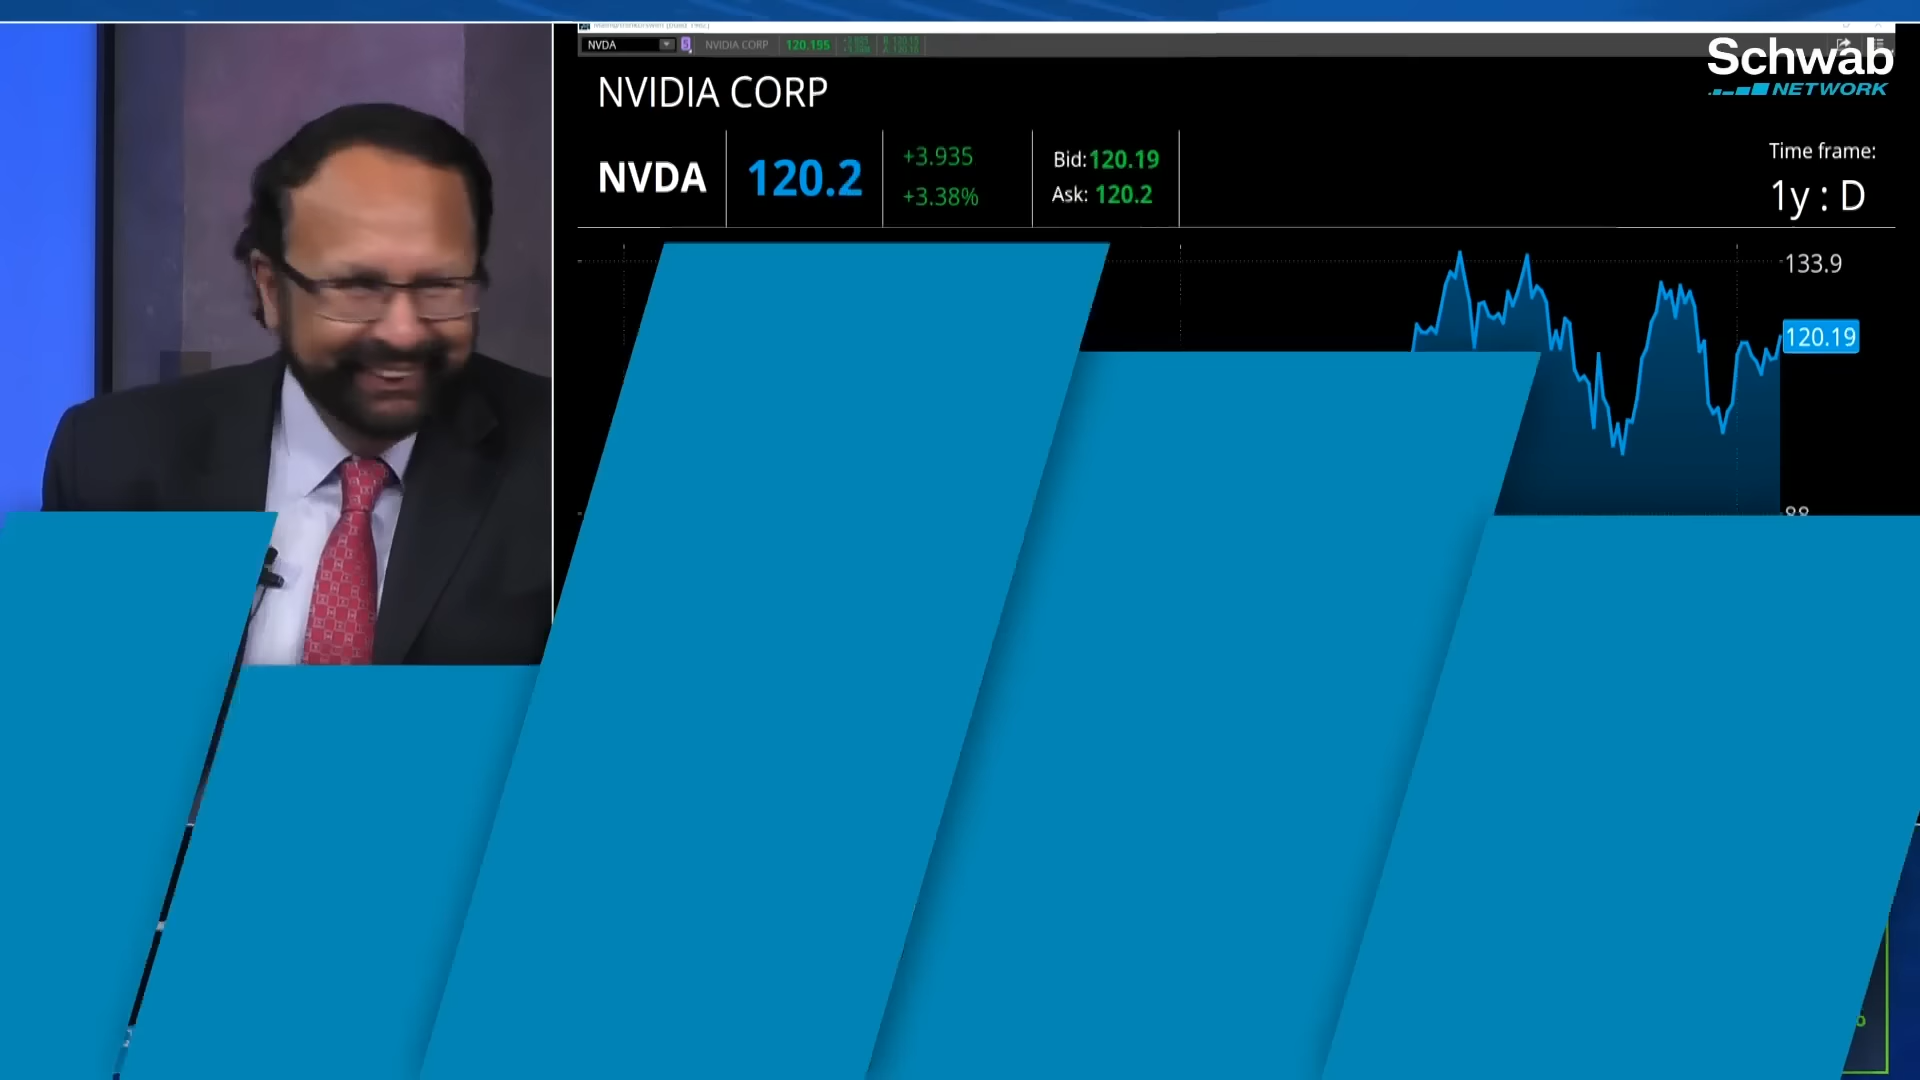 NVDA NVIDIA CORP 120.195
Schwab
NETWORK
NVIDIA CORP
NVDA 120.2 +3.935 +3.38% Bid: 120.19 Ask: 120.2
Time frame:
1y : D
133.9
120.19
88